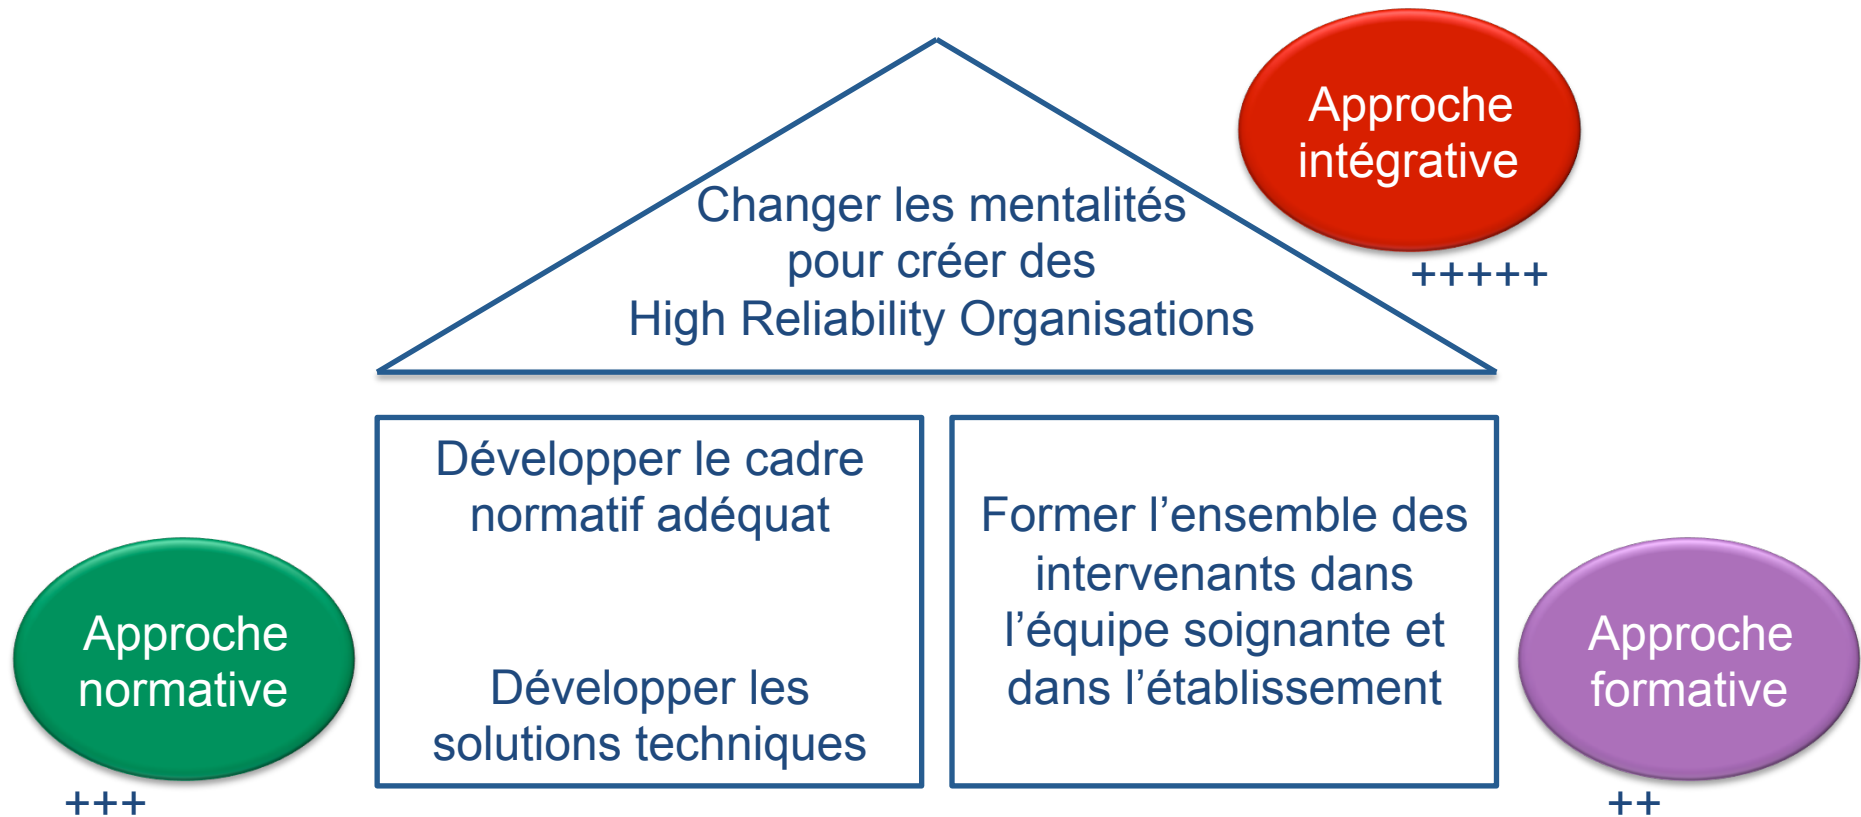 Approche
intégrative
+++++
Changer les mentalités
pour créer des
High Reliability Organisations
Développer le cadre
normatif adéquat
Développer les
solutions techniques
Former l’ensemble des
intervenants dans
l’équipe soignante et
dans l’établissement
Approche
normative
+++
Approche
formative
++